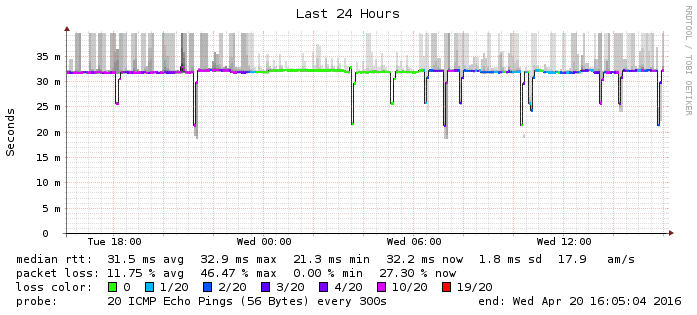 Last 24 Hours
RRDTOOL / TOBI OETIKER
Seconds
35 m
30 m
25 m
20 m
15 m
10 m
5 m
0
Tue 18:00 Wed 00:00 Wed 06:00 Wed 12:00
median rtt: 31.5 ms avg 32.9 ms max 21.3 ms min 32.2 ms now 1.8 ms sd 17.9 am/s
packet loss: 11.75 % avg 46.47 % max 0.00 % min 27.30 % now
loss color: 0 1/20 2/20 3/20 4/20 10/20 19/20
probe: 20 ICMP Echo Pings (56 Bytes) every 300s end: Wed Apr 20 16:05:04 2016